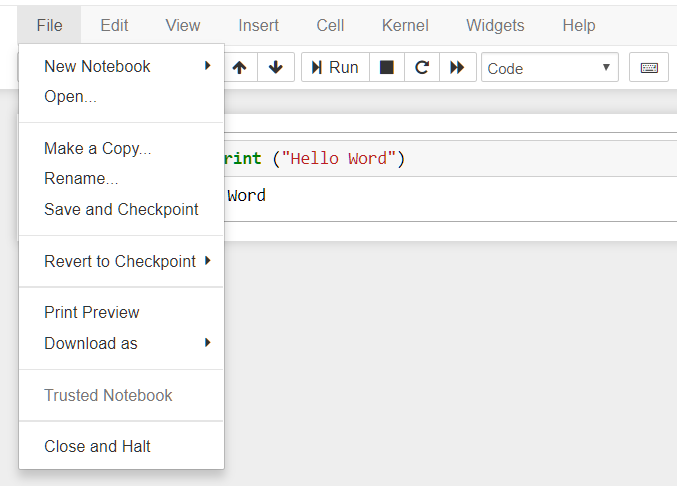 File Edit View Insert Cell Kernel Widgets Help
Run Code
New Notebook
Open...
Make a Copy...
Rename...
Save and Checkpoint
Revert to Checkpoint
Print Preview
Download as
Trusted Notebook
Close and Halt
rint ("Hello Word")
Word